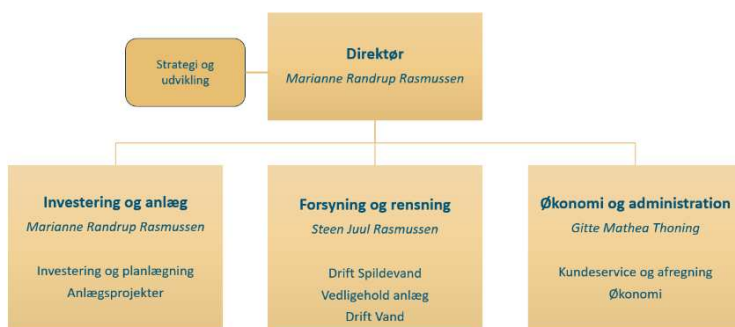 Direktør
Marianne Randrup Rasmussen
Strategi og
udvikling
Investering og anlæg
Marianne Randrup Rasmussen
Investering og planlægning
Anlægsprojekter
Forsyning og rensning
Steen Juul Rasmussen
Drift Spildevand
Vedligehold anlæg
Drift Vand
Økonomi og administration
Gitte Mathea Thoning
Kundeservice og afregning
Økonomi